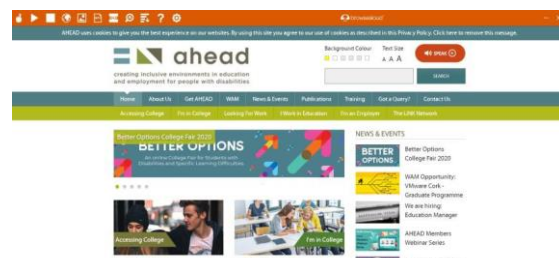 BrowseAloud
AHEAD uses cookies to give you the best experience on our websites. By using this site you agree to our use of cookies as described in this Privacy Policy. Click here to remove this message.
ahead
creating inclusive environments in education
and employment for people with disabilities
Background Colour
Text Size
A A A
SPEAK
SEARCH
Home About Us Get AHEAD WAM News & Events Publications Training Got a Query? Contact Us
Accessing College I'm in College Looking For Work I Work in Education I'm an Employer The LINK Network
Better Options College Fair 2020
BETTER OPTIONS
An online College Fair for Students with
Disabilities and Specific Learning Difficulties
Accessing College
I'm in College
NEWS & EVENTS
BETTER
OPTIONS
Better Options
College Fair 2020
WAM Opportunity:
VMware Cork -
Graduate Programme
We are hiring:
Education Manager
AHEAD Members
Webinar Series